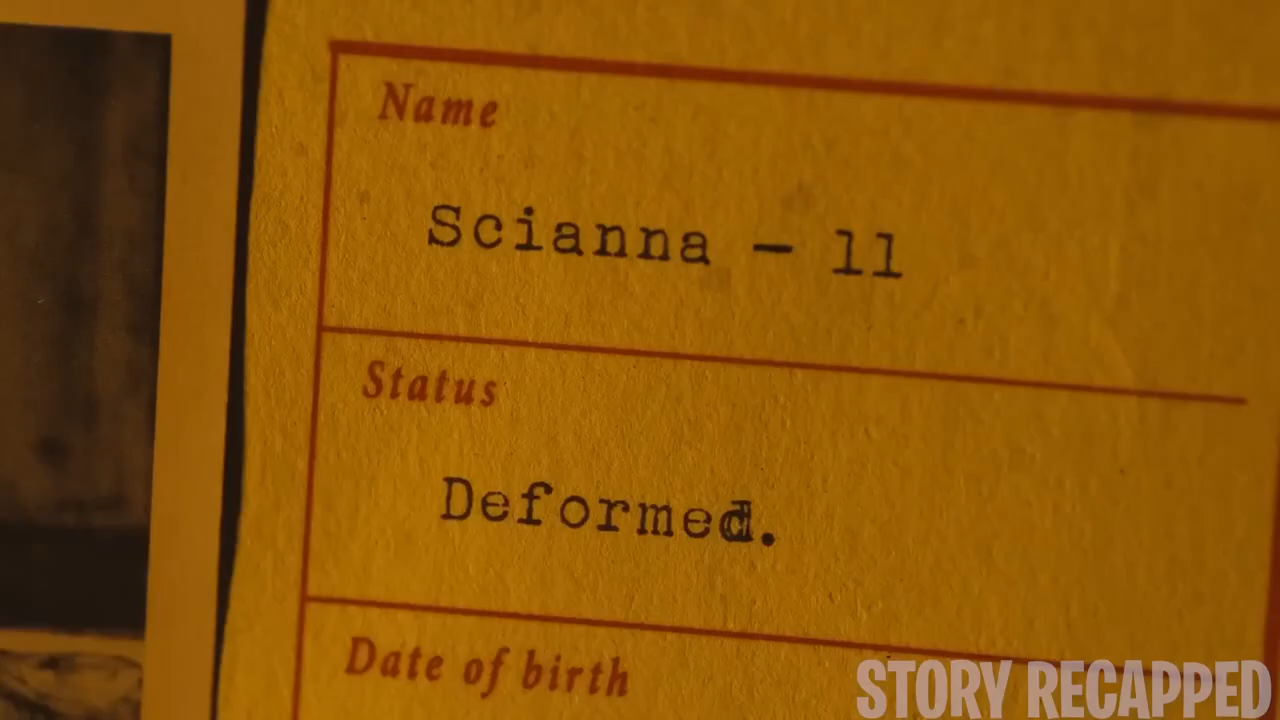 Name
Scianna - 11
Status
Deformed.
Date of birth
STORY RECAPPED